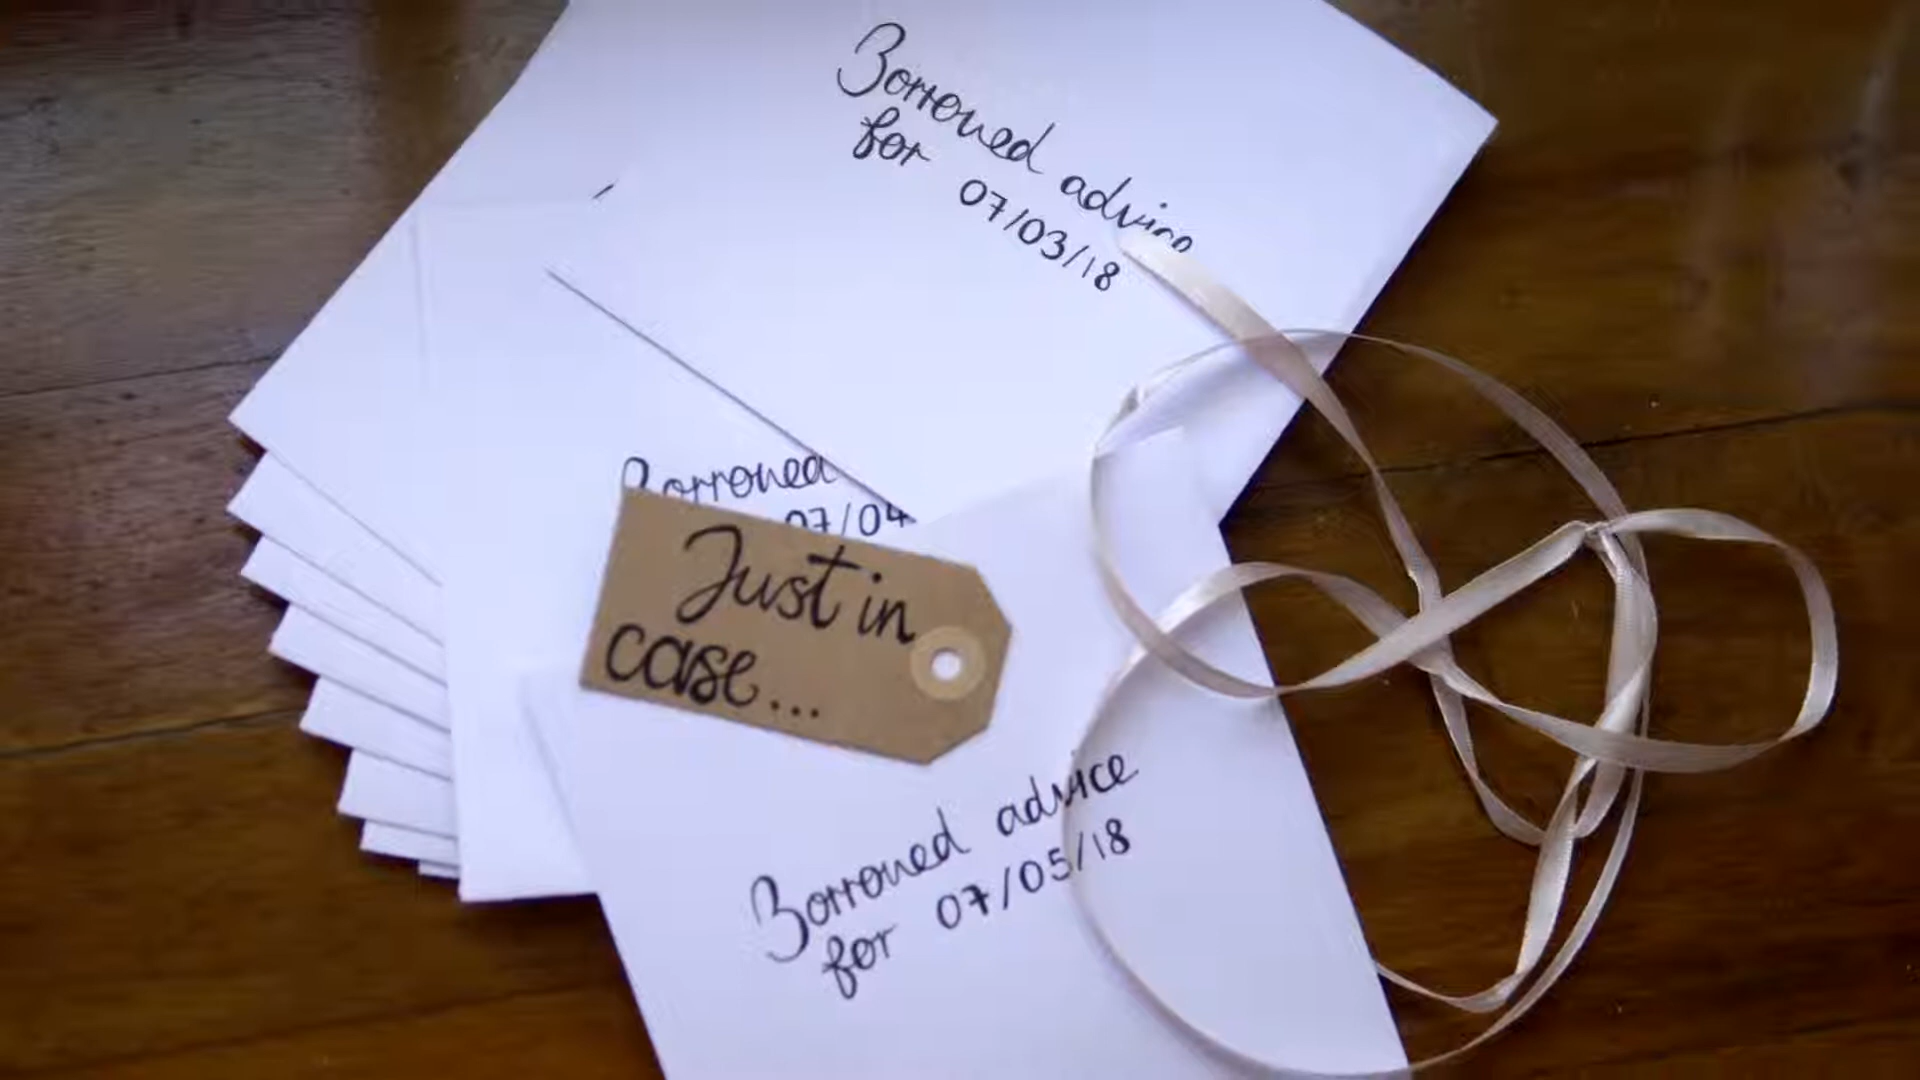 Borrowed advice
for 07/03/18
Borrowed
07/04
Just in
case...
Borrowed advice
for 07/05/18